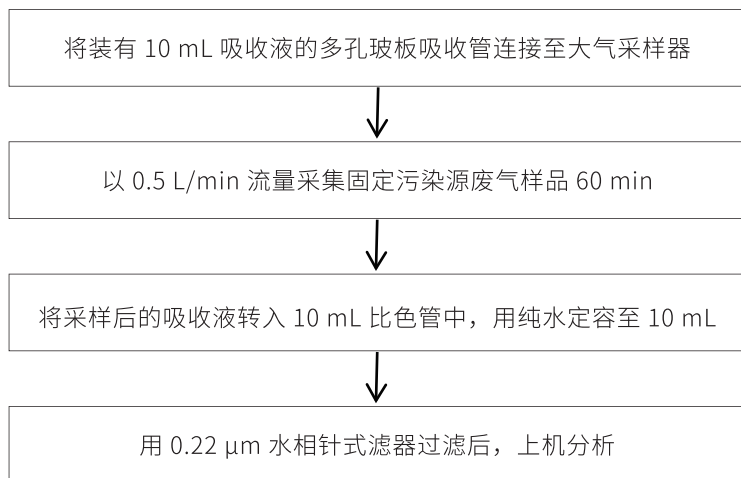 将装有 10 mL 吸收液的多孔玻板吸收管连接至大气采样器
以 0.5 L/min 流量采集固定污染源废气样品 60 min
将采样后的吸收液转入 10 mL 比色管中，用纯水定容至 10 mL
用 0.22 μm 水相针式滤器过滤后，上机分析